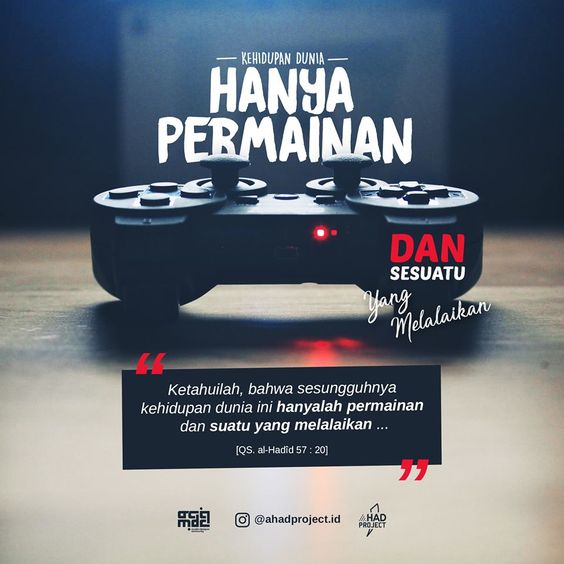 KEHIDUPAN DUNIA
HANYA
PERMAINAN
DAN
SESUATU
Yang
Melalaikan
“
Ketahuilah, bahwa sesungguhnya
kehidupan dunia ini hanyalah permainan
dan suatu yang melalaikan ...
[QS. al-Hadîd 57 : 20]
”
@ahadproject.id
AHAD
PROJECT